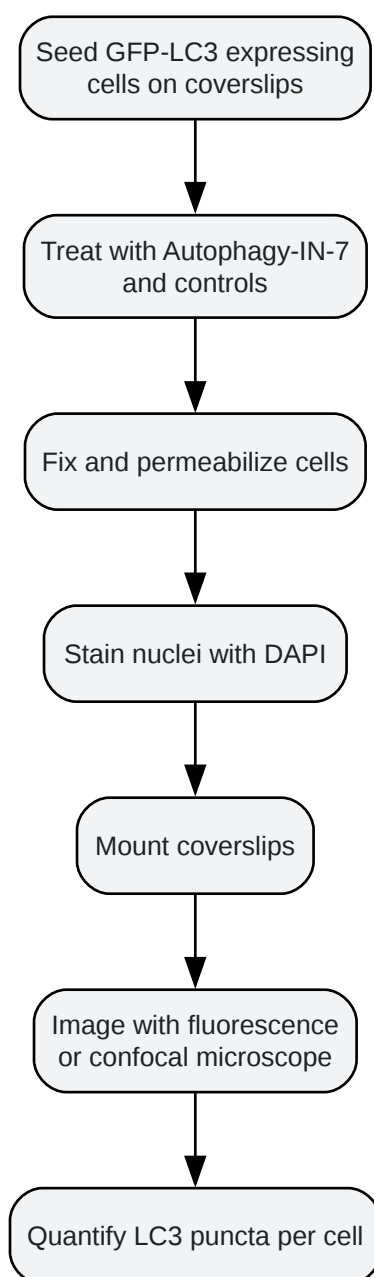 Seed GFP-LC3 expressing
cells on coverslips
Treat with Autophagy-IN-7
and controls
Fix and permeabilize cells
Stain nuclei with DAPI
Mount coverslips
Image with fluorescence
or confocal microscope
Quantify LC3 puncta per cell